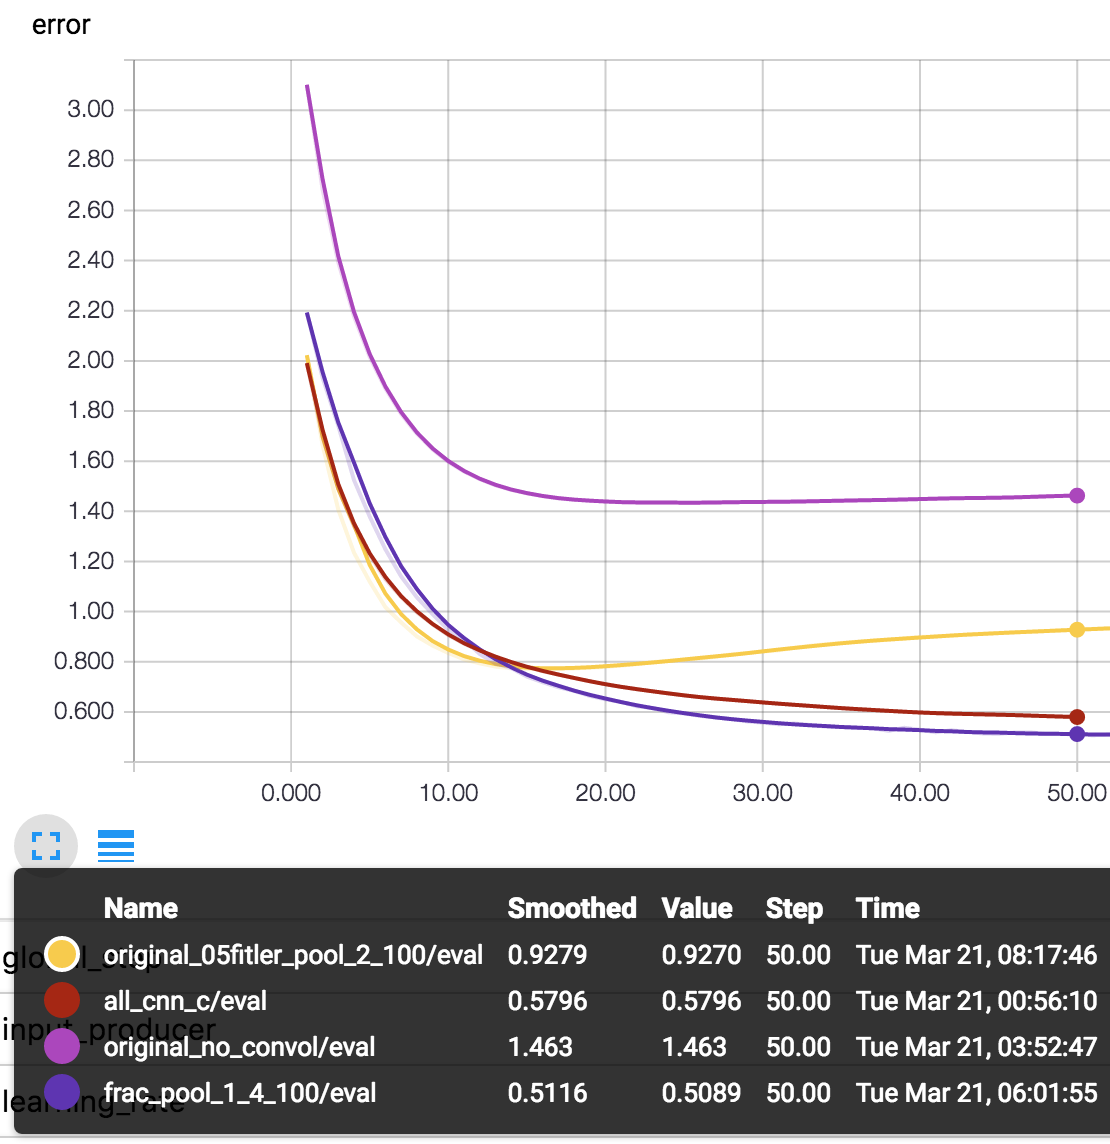 error
3.00
2.80
2.60
2.40
2.20
2.00
1.80
1.60
1.40
1.20
1.00
0.800
0.600
0.000 10.00 20.00 30.00 40.00 50.00
Name Smoothed Value Step Time
original_05fitler_pool_2_100/eval 0.9279 0.9270 50.00 Tue Mar 21, 08:17:46
global_step
all_cnn_c/eval 0.5796 0.5796 50.00 Tue Mar 21, 00:56:10
input_producer
original_no_convol/eval 1.463 1.463 50.00 Tue Mar 21, 03:52:47
frac_pool_1_4_100/eval 0.5116 0.5089 50.00 Tue Mar 21, 06:01:55
learning_rate